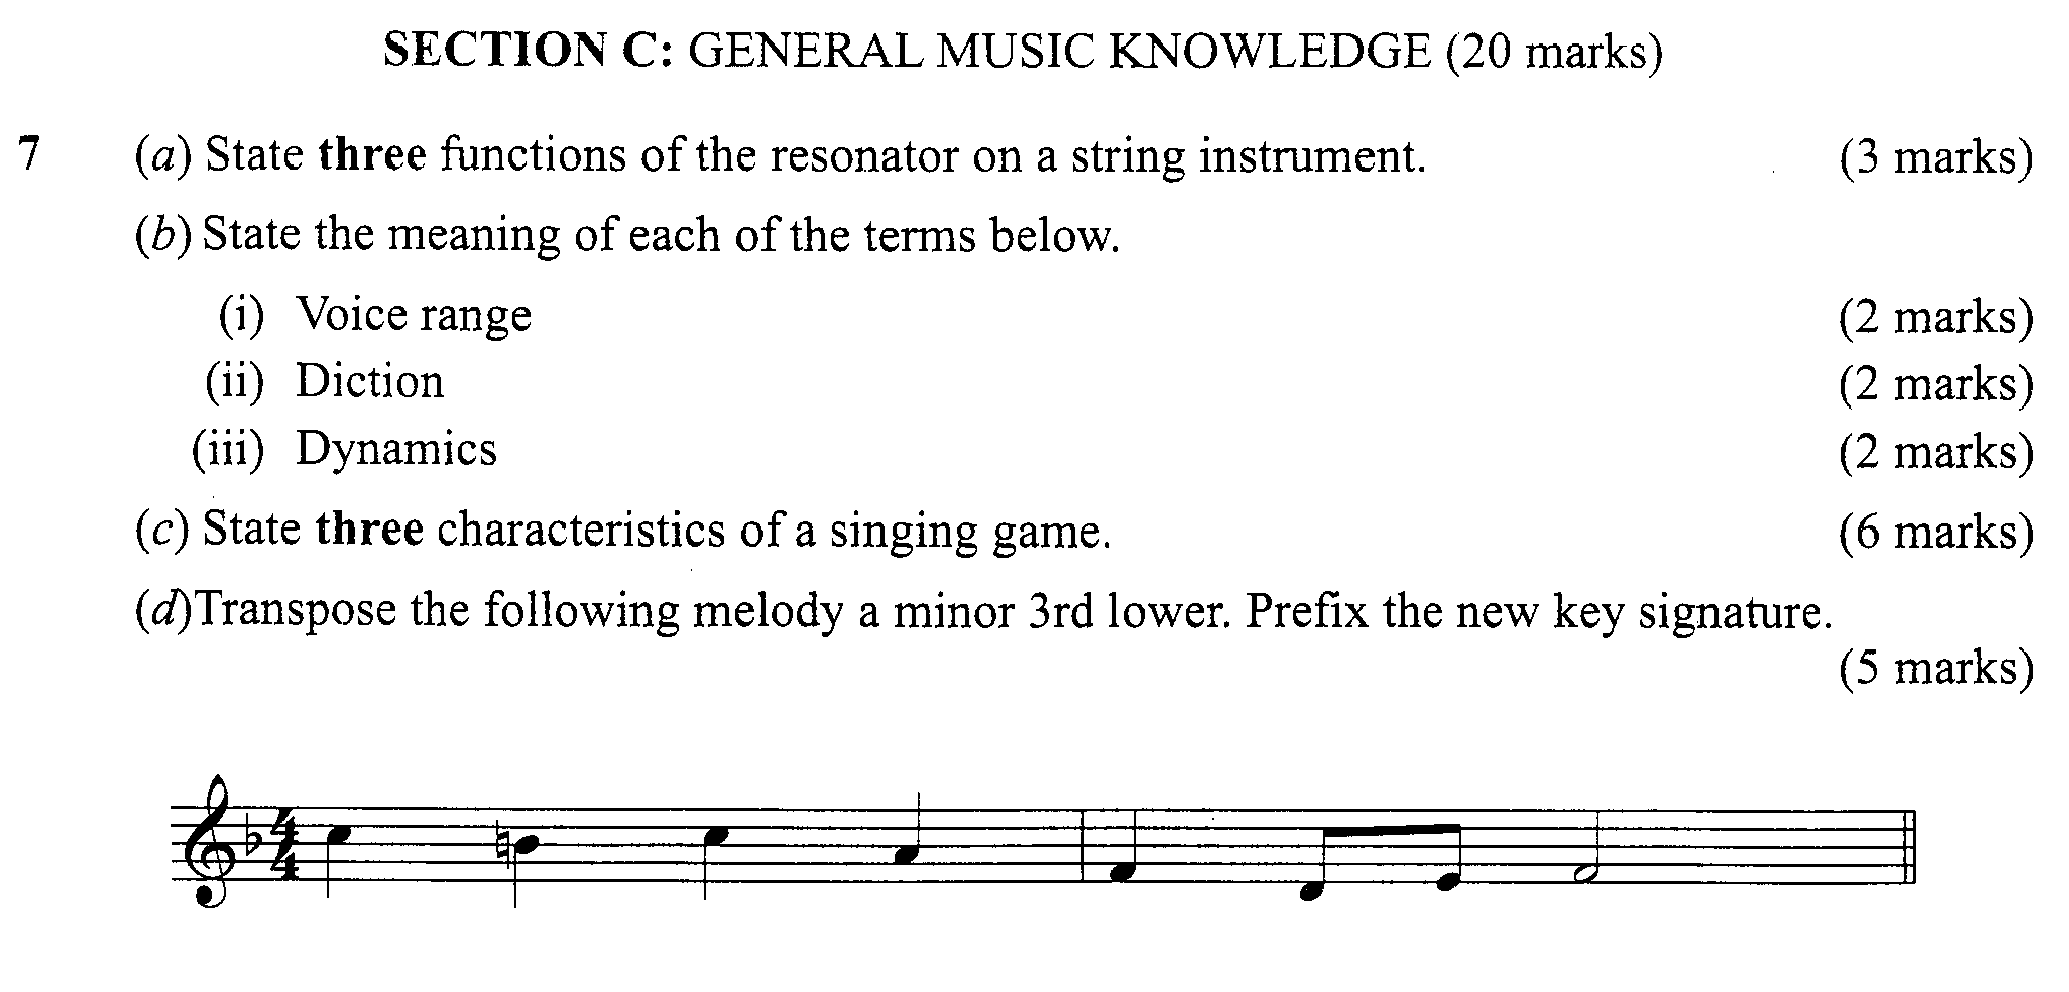 SECTION C: GENERAL MUSIC KNOWLEDGE (20 marks)
7 (a) State three functions of the resonator on a string instrument. (3 marks)
(b) State the meaning of each of the terms below.
(i) Voice range (2 marks)
(ii) Diction (2 marks)
(iii) Dynamics (2 marks)
(c) State three characteristics of a singing game. (6 marks)
(d)Transpose the following melody a minor 3rd lower. Prefix the new key signature.
(5 marks)
4
4